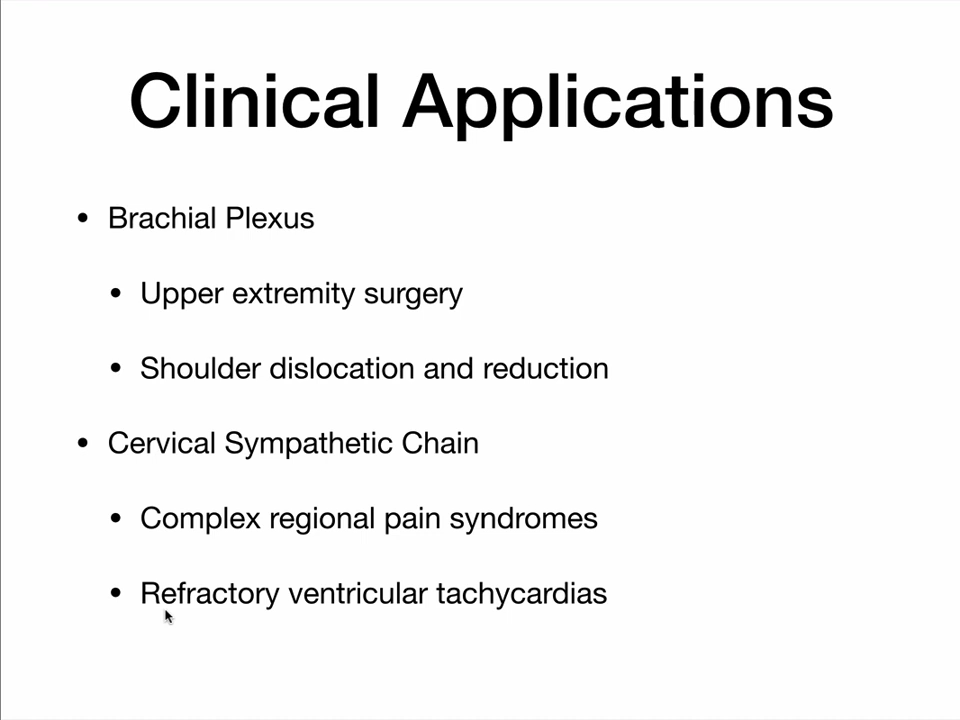 Clinical Applications
• Brachial Plexus
• Upper extremity surgery
• Shoulder dislocation and reduction
• Cervical Sympathetic Chain
• Complex regional pain syndromes
• Refractory ventricular tachycardias